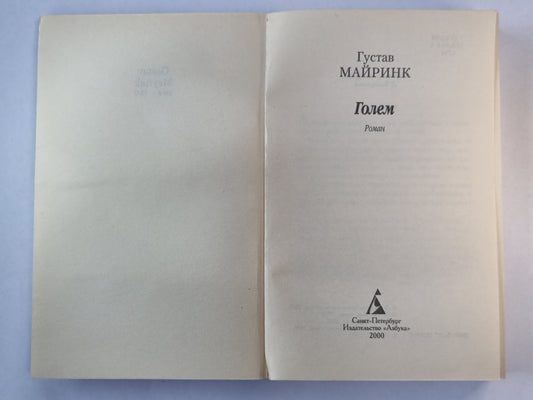 Густав
МАЙРИНК
Голем
Роман
Санкт-Петербург
Издательство «Азбука»
2000